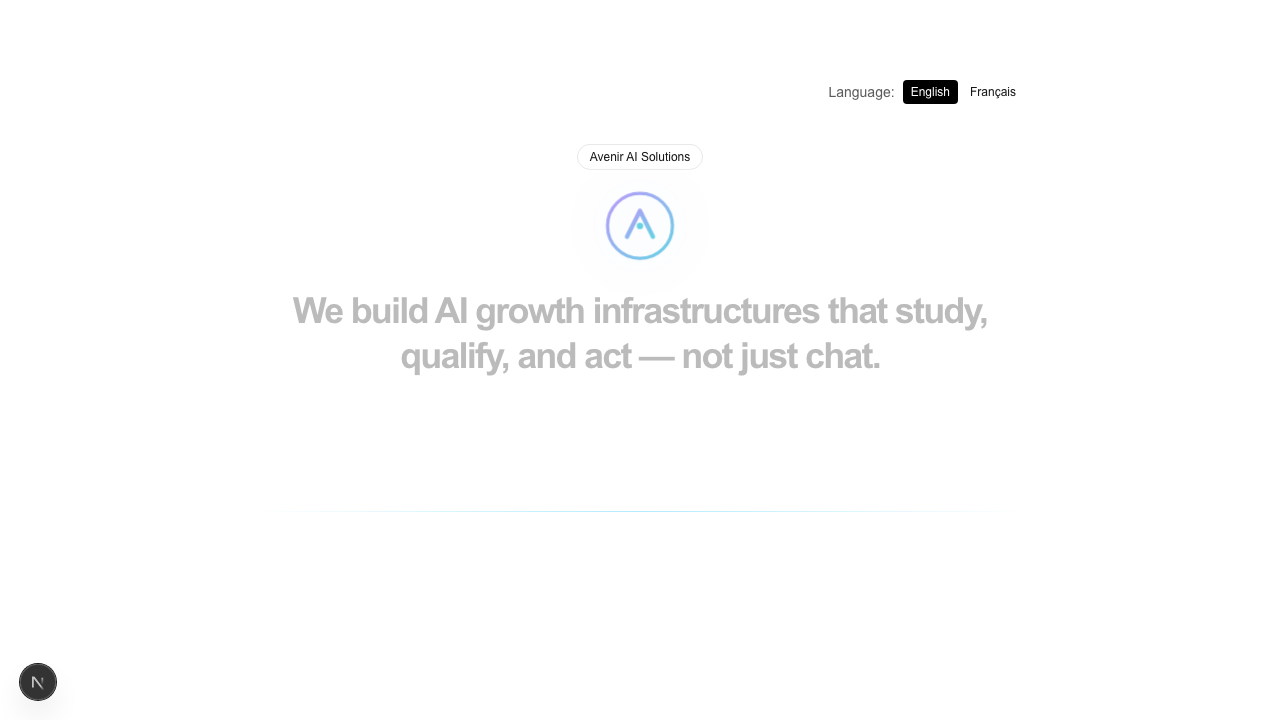 Language: English Français
Avenir AI Solutions
We build AI growth infrastructures that study,
qualify, and act — not just chat.